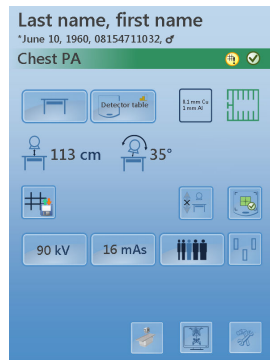 Last name, first name
*June 10, 1960, 08154711032, ♂
Chest PA
Detector table
0.1 mm Cu
1 mm Al
113 cm
35°
90 kV
16 mAs